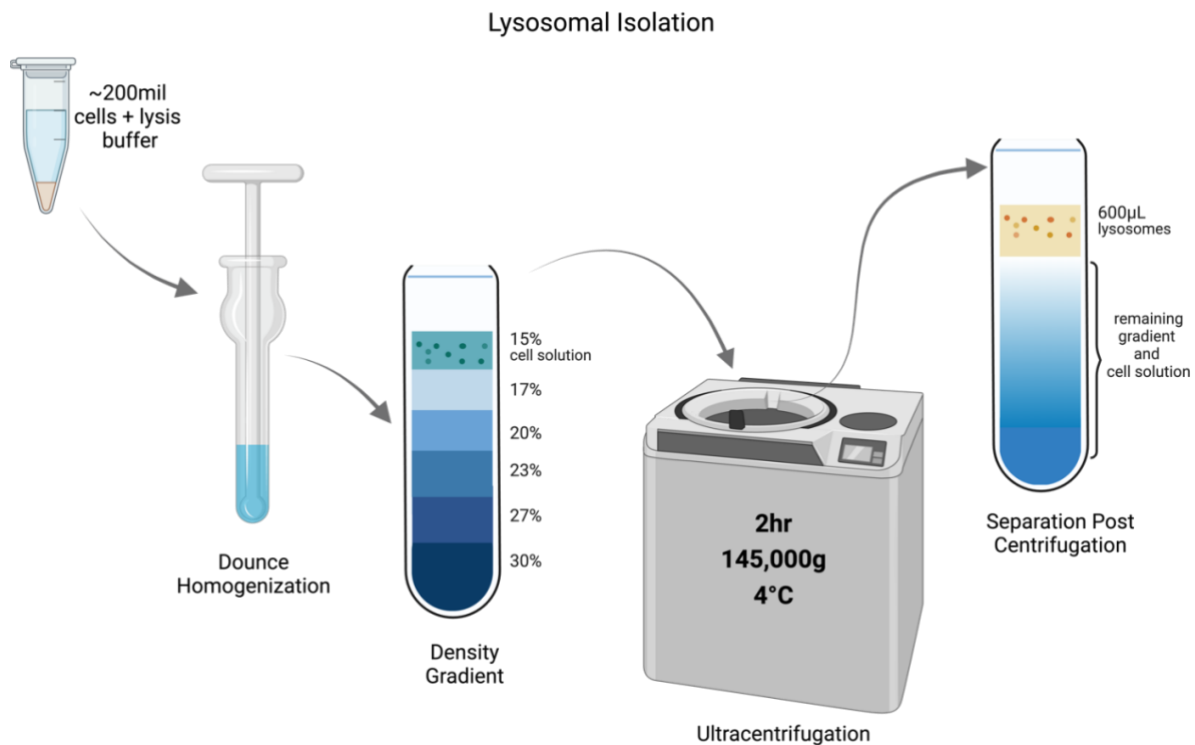 Lysosomal Isolation
~200mil
cells + lysis
buffer
Dounce
Homogenization
15%
cell solution
17%
20%
23%
27%
30%
Density
Gradient
2hr
145,000g
4°C
Ultracentrifugation
600µL
lysosomes
remaining
gradient
and
cell solution
Separation Post
Centrifugation